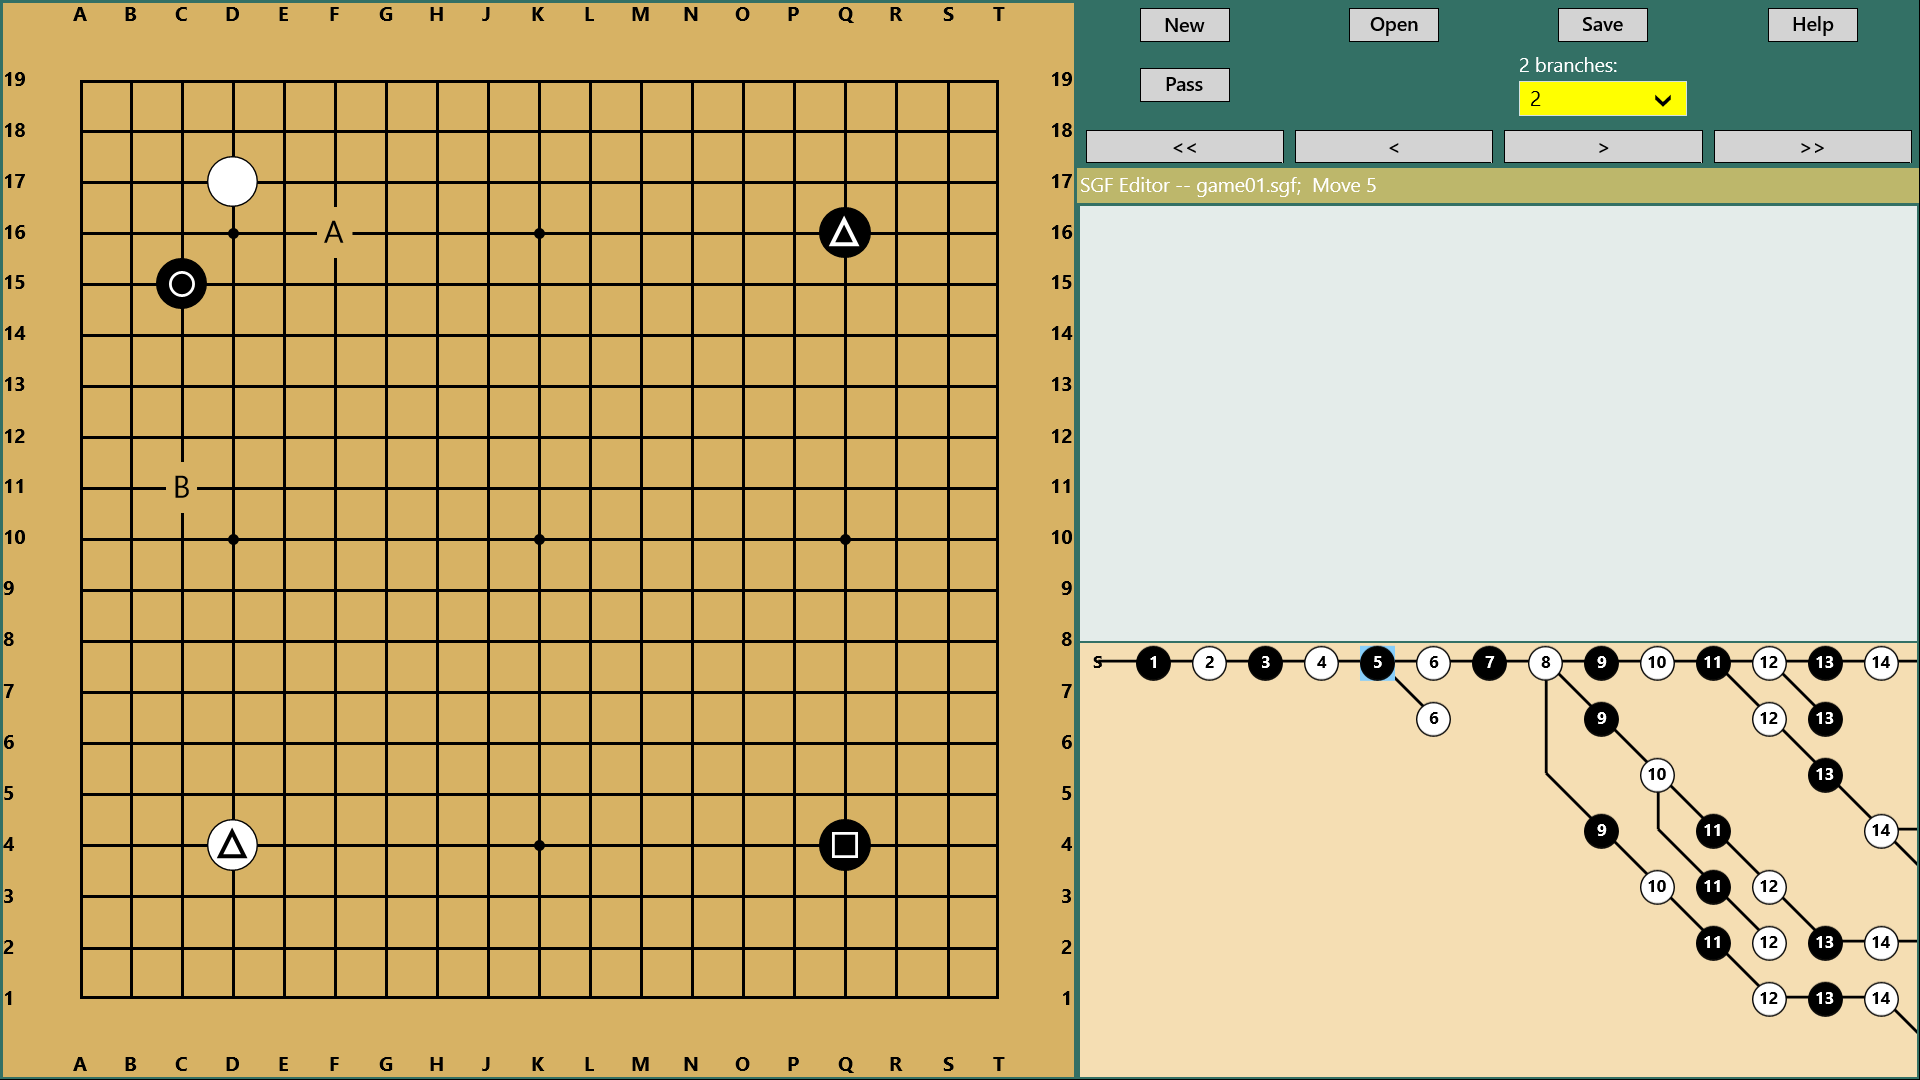 A B C D E F G H J K L M N O P Q R S T
New Open Save Help
2 branches:
Pass
2
<< < > >>
SGF Editor -- game01.sgf;  Move 5
19 19
18 18
17 17
16 A 16
15 15
14 14
13 13
12 12
11 B 11
10 10
9 9
8 8
7 7
6 6
5 5
4 4
3 3
2 2
1 1
A B C D E F G H J K L M N O P Q R S T
S 1 2 3 4 5 6 7 8 9 10 11 12 13 14
6 9 12 13
10 13
9 11 14
10 11 12
11 12 13 14
12 13 14